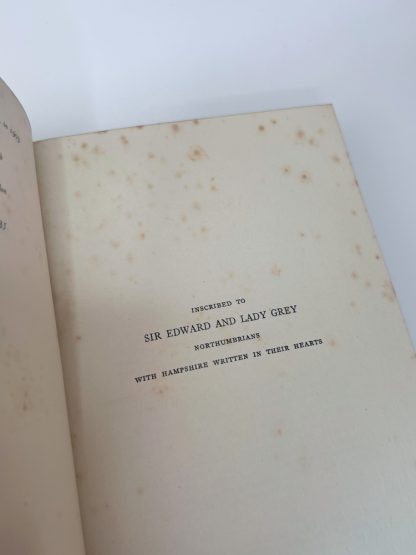 INSCRIBED TO
SIR EDWARD AND LADY GREY
NORTHUMBRIANS
WITH HAMPSHIRE WRITTEN IN THEIR HEARTS